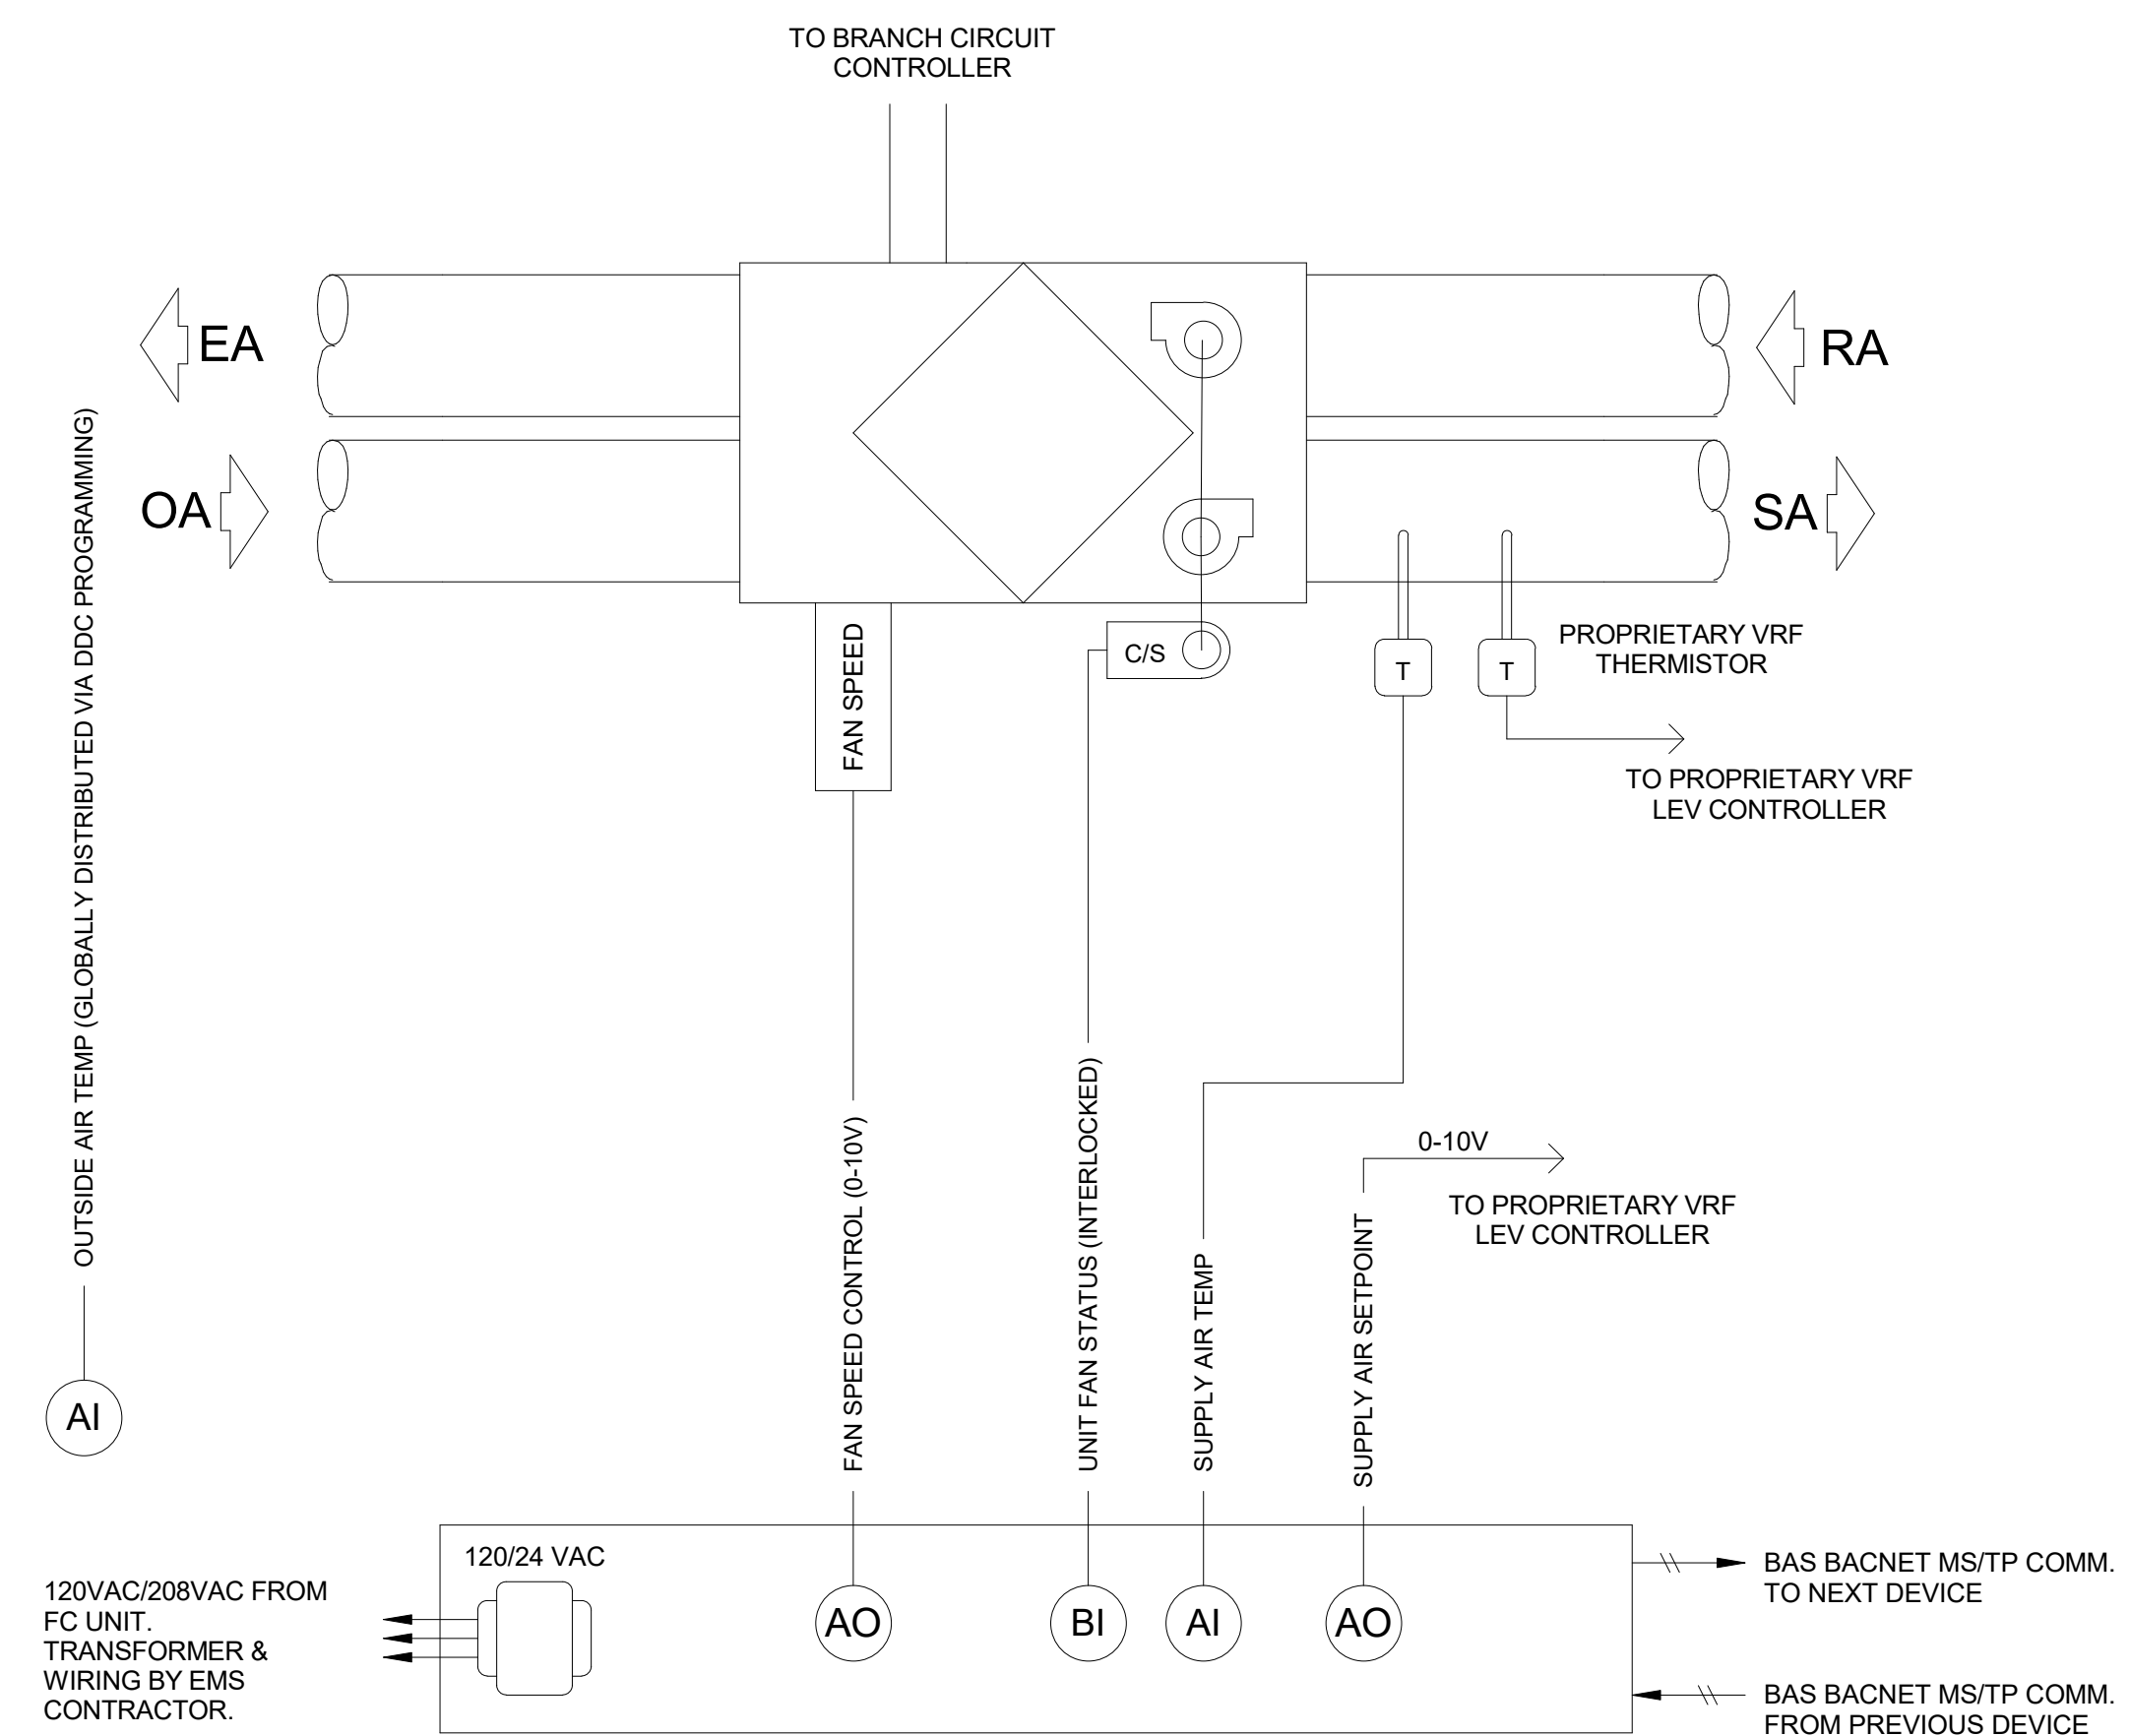 TO BRANCH CIRCUIT
CONTROLLER
EA
RA
OA
SA
OUTSIDE AIR TEMP (GLOBALLY DISTRIBUTED VIA DDC PROGRAMMING)
FAN SPEED
C/S
T
T
PROPRIETARY VRF
THERMISTOR
TO PROPRIETARY VRF
LEV CONTROLLER
FAN SPEED CONTROL (0-10V)
UNIT FAN STATUS (INTERLOCKED)
SUPPLY AIR TEMP
SUPPLY AIR SETPOINT
0-10V
TO PROPRIETARY VRF
LEV CONTROLLER
AI
120/24 VAC
120VAC/208VAC FROM
FC UNIT.
TRANSFORMER &
WIRING BY EMS
CONTRACTOR.
AO
BI
AI
AO
BAS BACNET MS/TP COMM.
TO NEXT DEVICE
BAS BACNET MS/TP COMM.
FROM PREVIOUS DEVICE